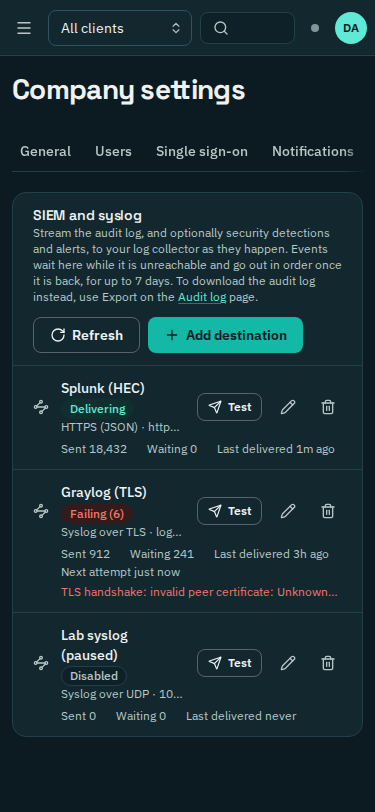 All clients
DA
Company settings
General Users Single sign-on Notifications
SIEM and syslog
Stream the audit log, and optionally security detections
and alerts, to your log collector as they happen. Events
wait here while it is unreachable and go out in order once
it is back, for up to 7 days. To download the audit log
instead, use Export on the Audit log page.
Refresh Add destination
Splunk (HEC)
Delivering
HTTPS (JSON) · http...
Test
Sent 18,432 Waiting 0 Last delivered 1m ago
Graylog (TLS)
Failing (6)
Syslog over TLS · log...
Test
Sent 912 Waiting 241 Last delivered 3h ago
Next attempt just now
TLS handshake: invalid peer certificate: Unknown...
Lab syslog
(paused)
Disabled
Syslog over UDP · 10...
Test
Sent 0 Waiting 0 Last delivered never